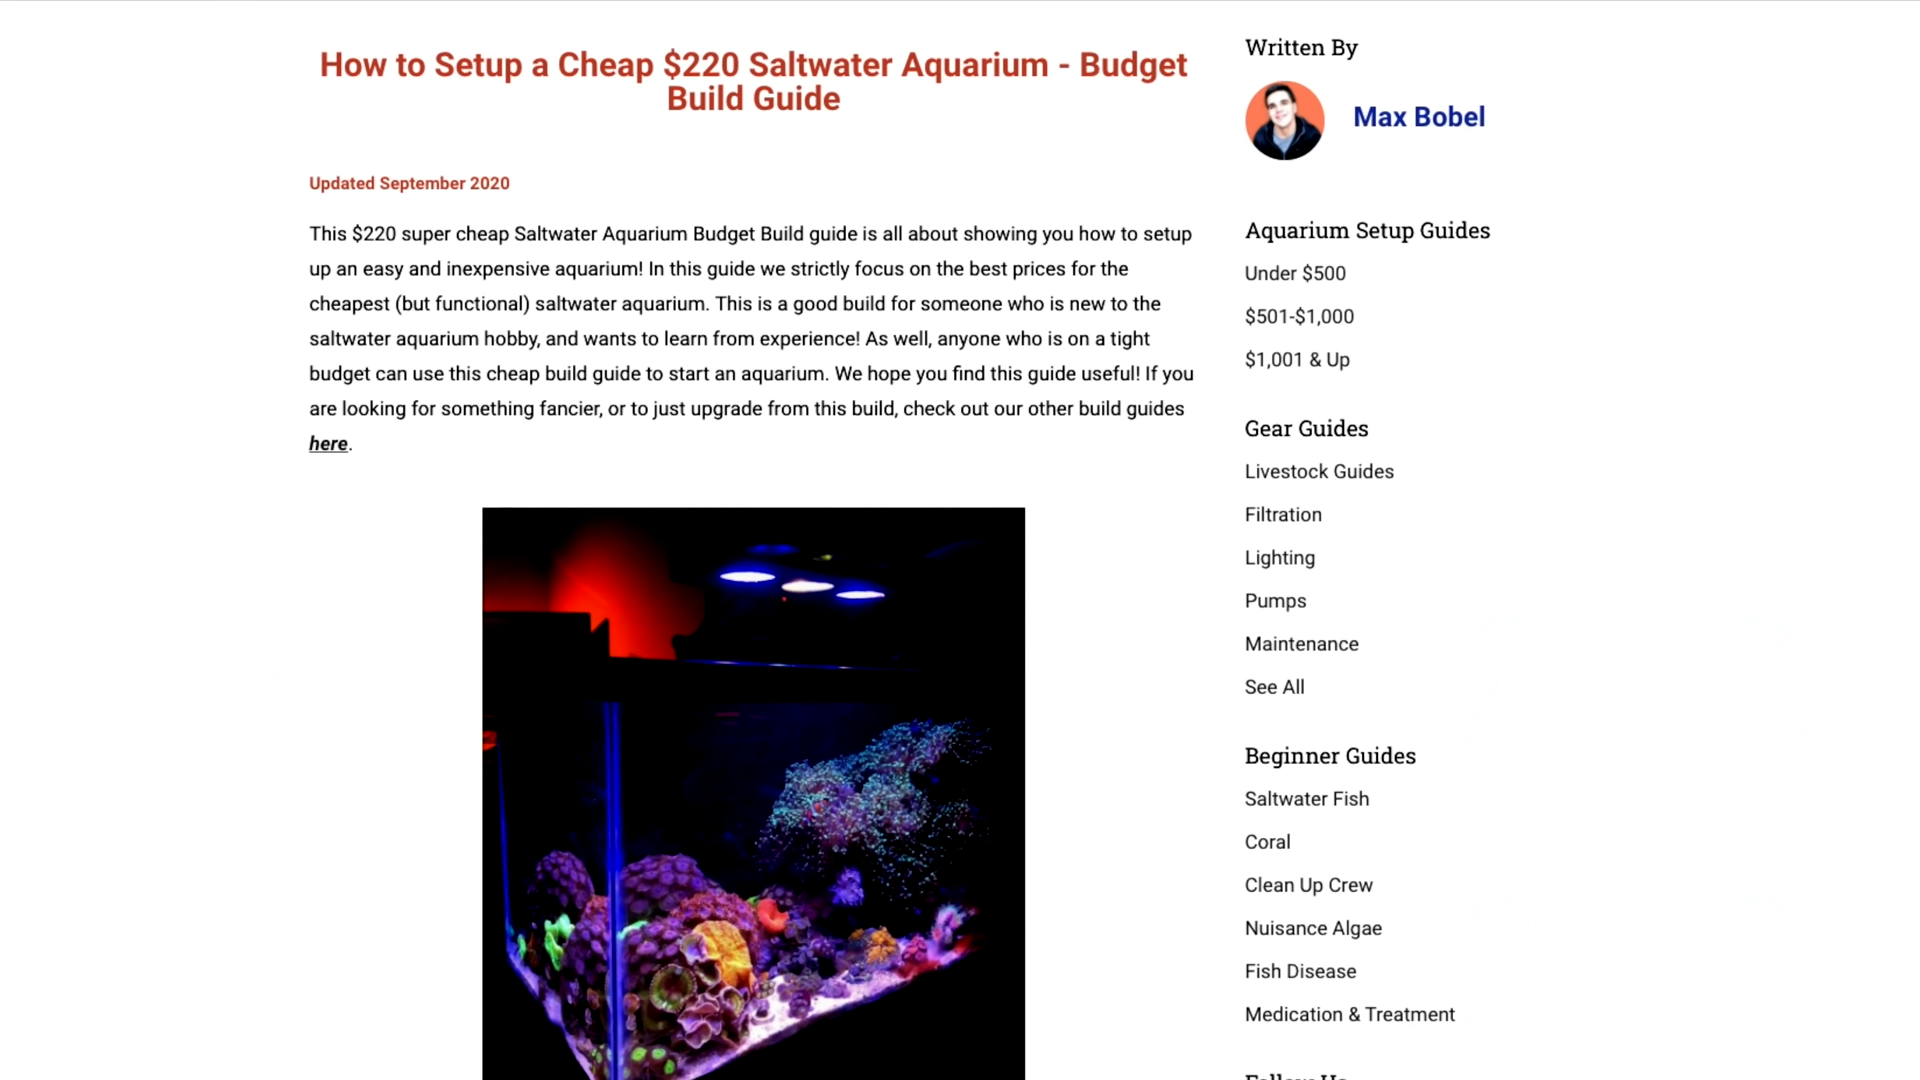 How to Setup a Cheap $220 Saltwater Aquarium - Budget
Build Guide
Updated September 2020
This $220 super cheap Saltwater Aquarium Budget Build guide is all about showing you how to setup
up an easy and inexpensive aquarium! In this guide we strictly focus on the best prices for the
cheapest (but functional) saltwater aquarium. This is a good build for someone who is new to the
saltwater aquarium hobby, and wants to learn from experience! As well, anyone who is on a tight
budget can use this cheap build guide to start an aquarium. We hope you find this guide useful! If you
are looking for something fancier, or to just upgrade from this build, check out our other build guides
here.
Written By
Max Bobel
Aquarium Setup Guides
Under $500
$501-$1,000
$1,001 & Up
Gear Guides
Livestock Guides
Filtration
Lighting
Pumps
Maintenance
See All
Beginner Guides
Saltwater Fish
Coral
Clean Up Crew
Nuisance Algae
Fish Disease
Medication & Treatment